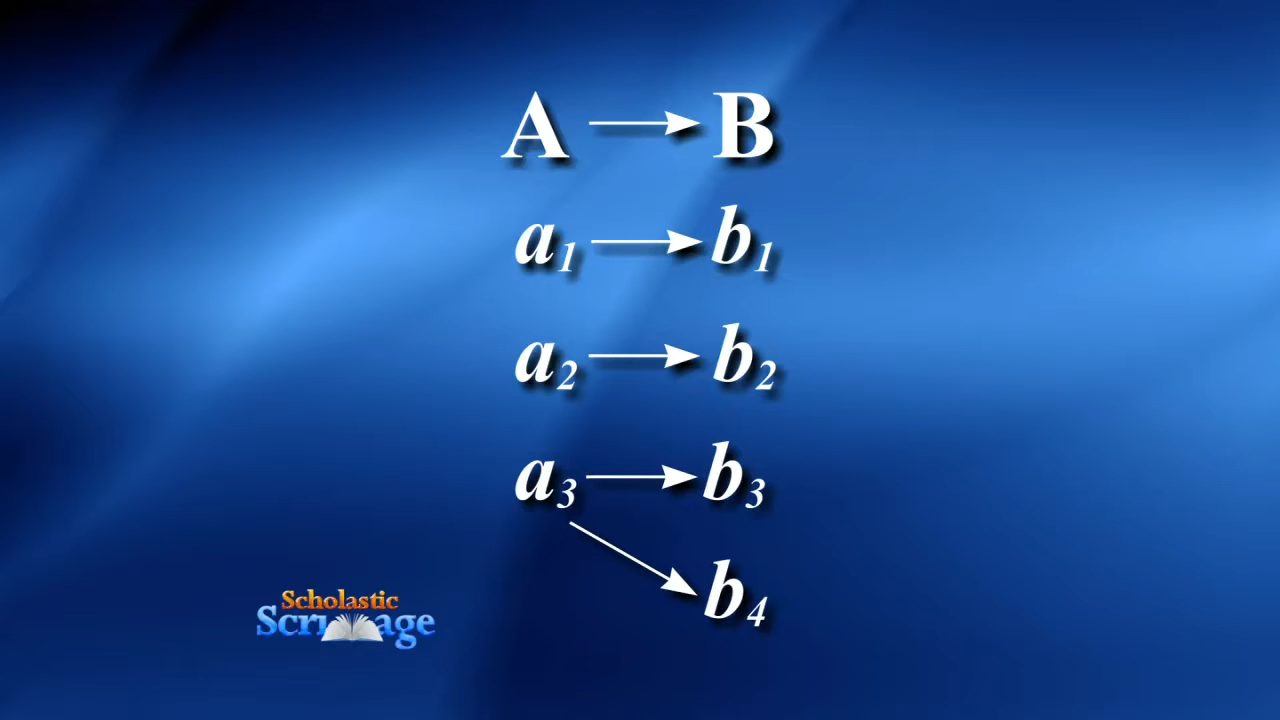 A → B
a₁ → b₁
a₂ → b₂
a₃ → b₃
b₄
Scholastic